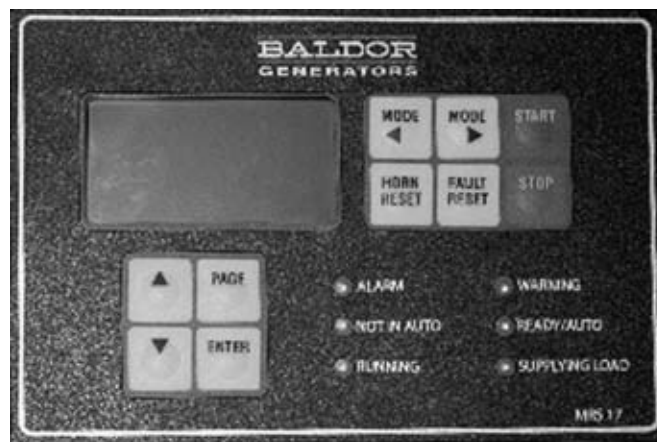 BALDOR
GENERATORS
MODE MODE START
HORN RESET FAULT RESET STOP
PAGE
ENTER
ALARM WARNING
NOT IN AUTO READY/AUTO
RUNNING SUPPLYING LOAD
MRS 17